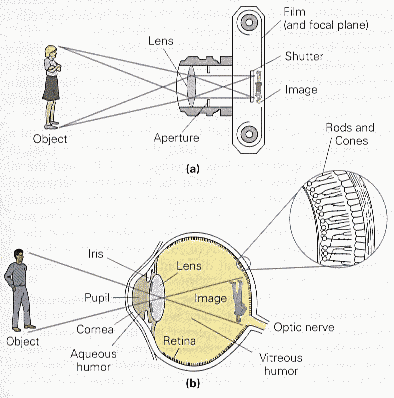 Film
(and focal plane)
Lens
Shutter
Image
Object
Aperture
(a)
Rods and
Cones
Iris
Lens
Pupil
Image
Cornea
Optic nerve
Object
Aqueous
humor
Retina
Vitreous
humor
(b)